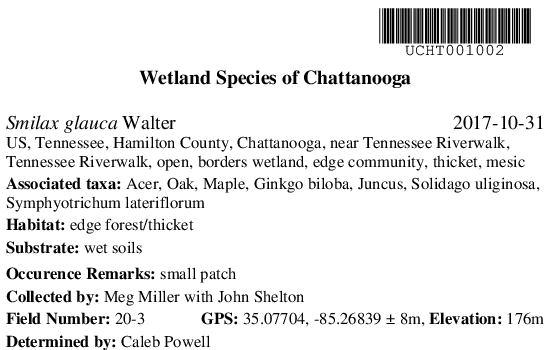 UCHT001002
Wetland Species of Chattanooga
Smilax glauca Walter 2017-10-31
US, Tennessee, Hamilton County, Chattanooga, near Tennessee Riverwalk,
Tennessee Riverwalk, open, borders wetland, edge community, thicket, mesic
Associated taxa: Acer, Oak, Maple, Ginkgo biloba, Juncus, Solidago uliginosa,
Symphyotrichum lateriflorum
Habitat: edge forest/thicket
Substrate: wet soils
Occurence Remarks: small patch
Collected by: Meg Miller with John Shelton
Field Number: 20-3 GPS: 35.07704, -85.26839 ± 8m, Elevation: 176m
Determined by: Caleb Powell